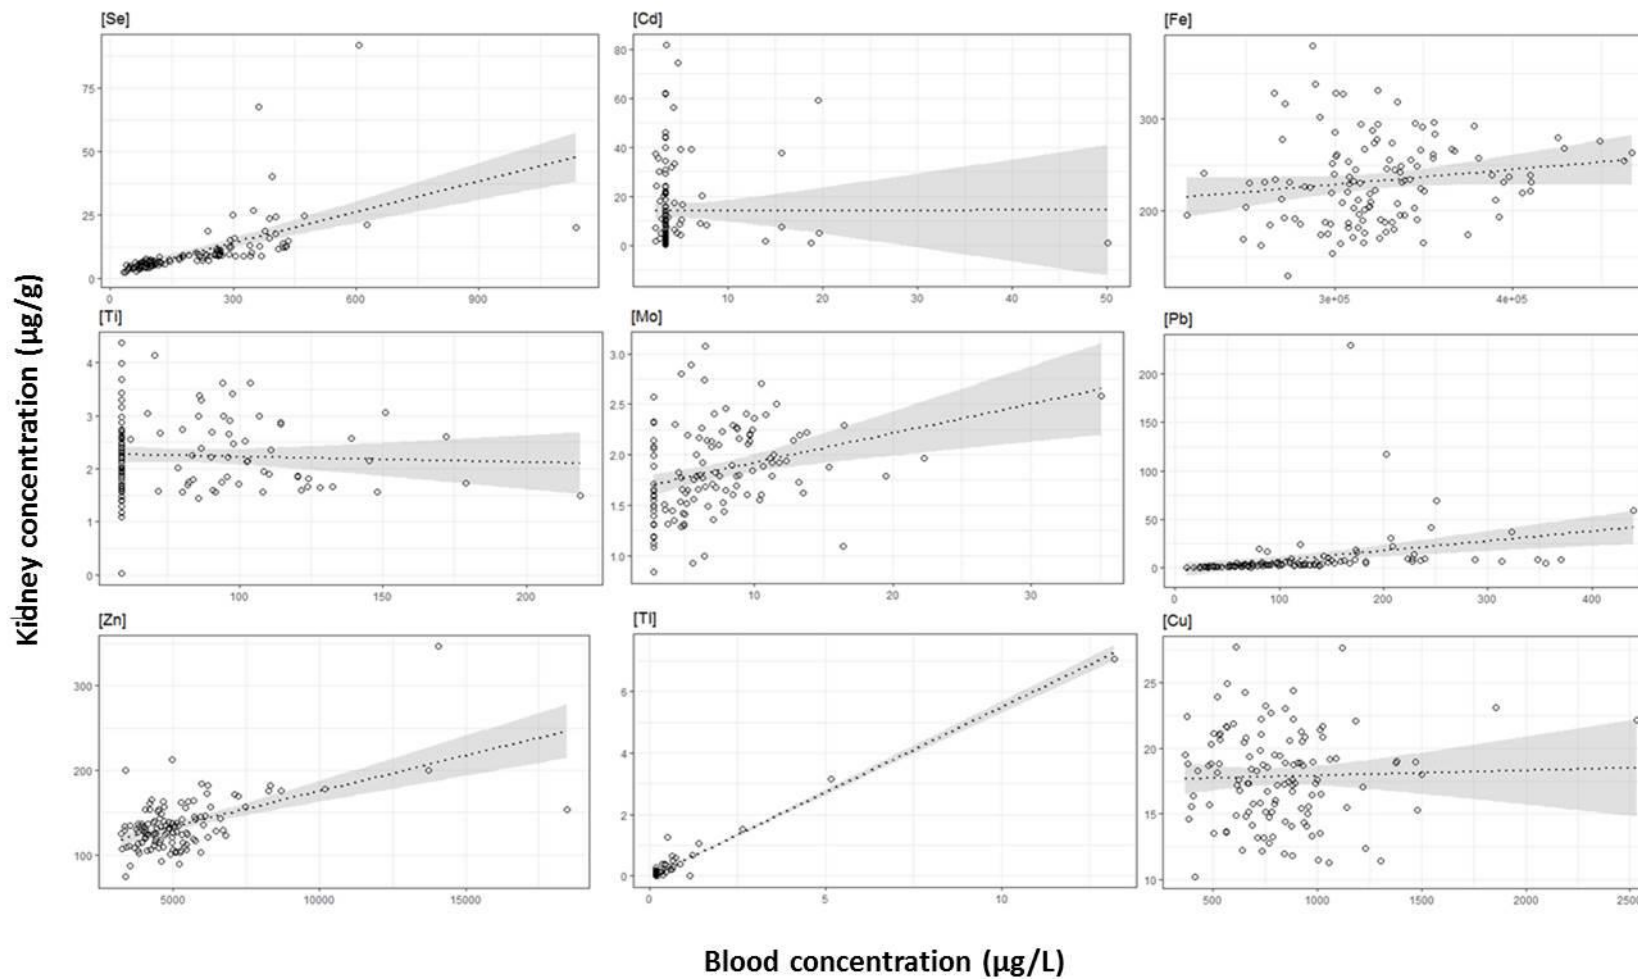 [Se] [Cd] [Fe]
75
50
25
0
0 300 600 900
80
60
40
20
0
10 20 30 40 50
300
200
3e+05 4e+05
[Ti] [Mo] [Pb]
4
3
2
1
0
100 150 200
3.0
2.5
2.0
1.5
1.0
10 20 30
200
150
100
50
0
0 100 200 300 400
[Zn] [Tl] [Cu]
300
200
100
5000 10000 15000
6
4
2
0
0 5 10
25
20
15
10
500 1000 1500 2000 2500
Kidney concentration (µg/g)
Blood concentration (µg/L)